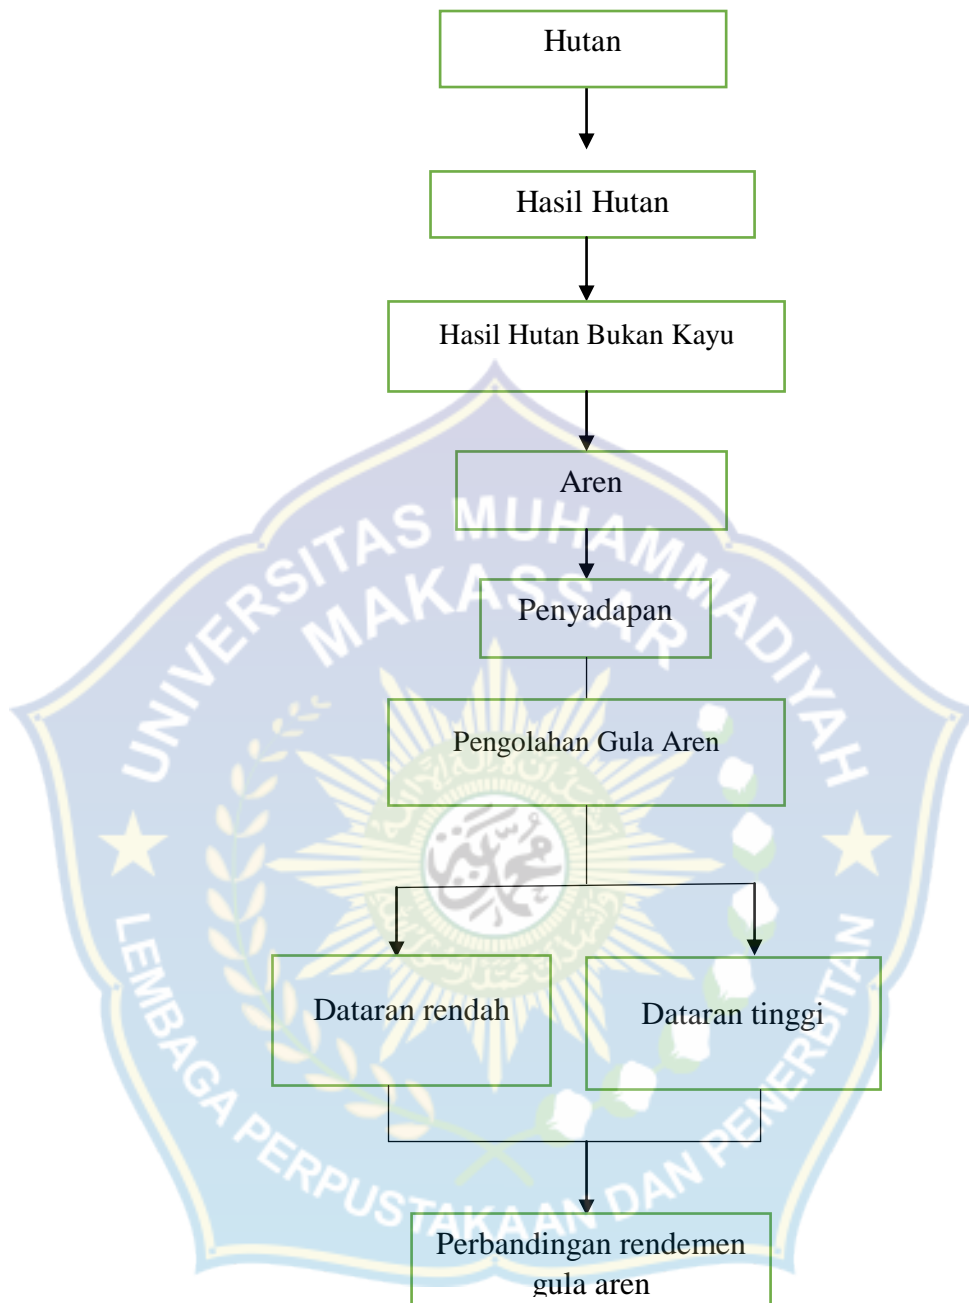 Hutan
Hasil Hutan
Hasil Hutan Bukan Kayu
Aren
UNIVERSITAS MUHAMMADIYAH
MAKASSAR
Penyadapan
Pengolahan Gula Aren
Dataran rendah
Dataran tinggi
LEMBAGA PERPUSTAKAAN DAN PENERBITAN
Perbandingan rendemen
gula aren